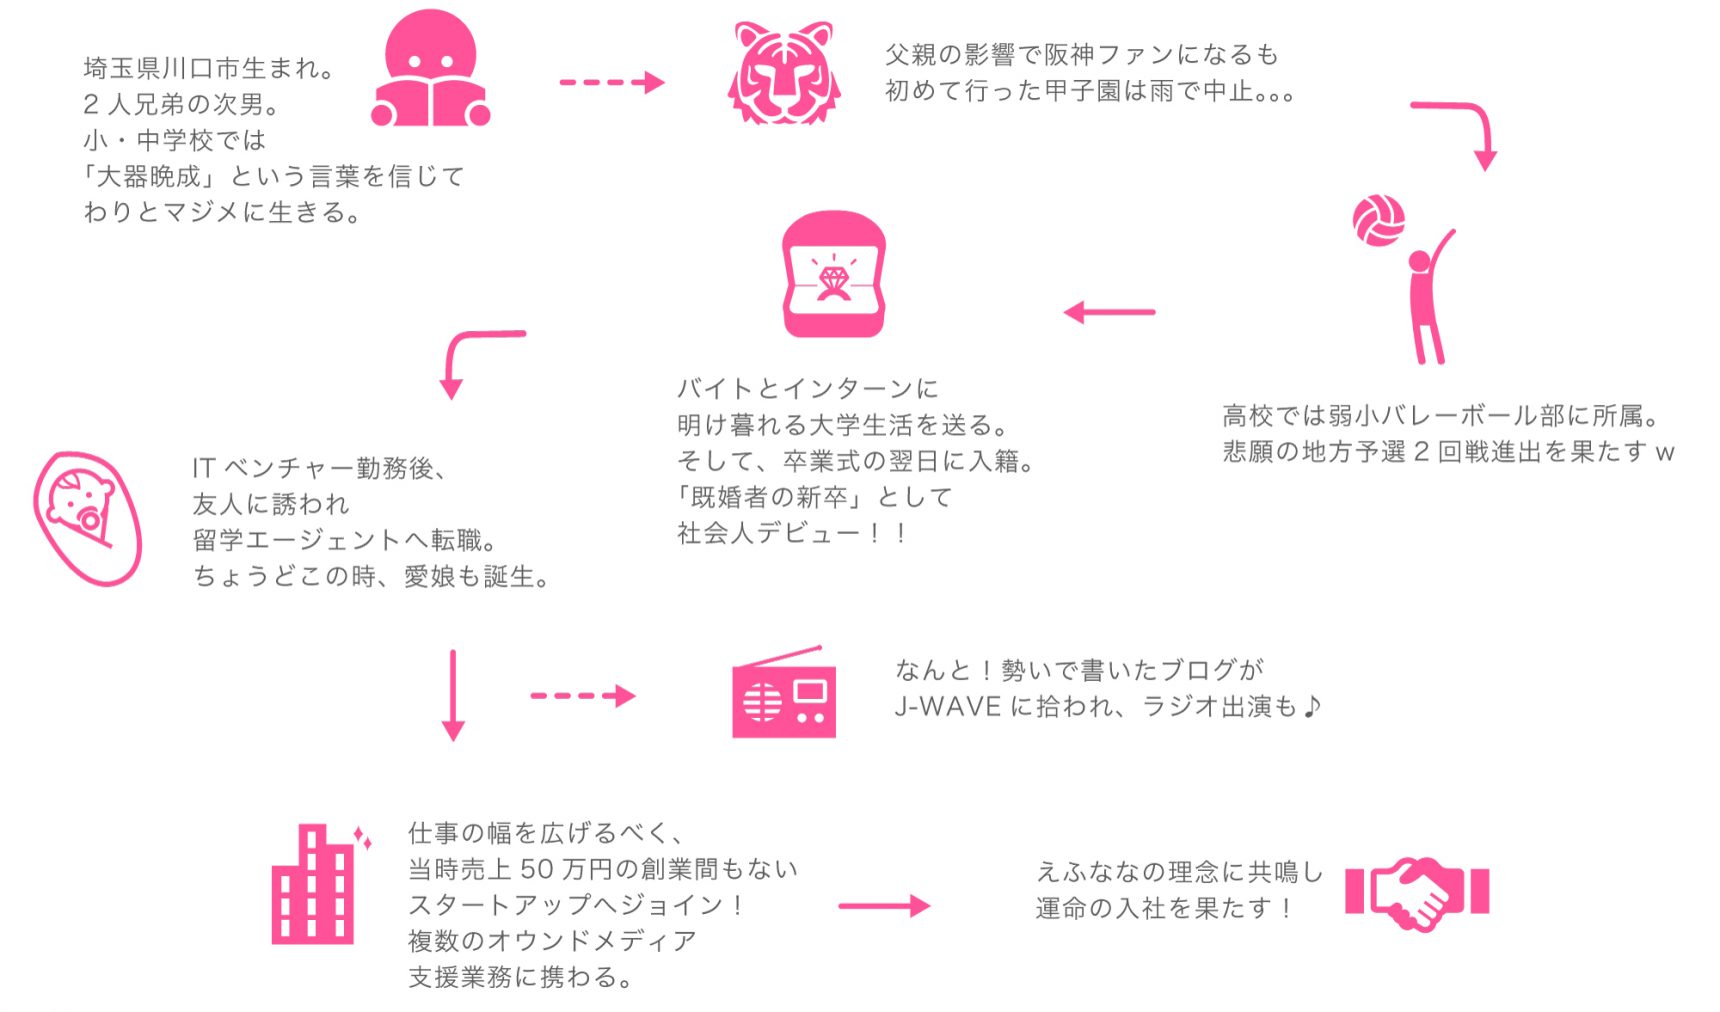 埼玉県川口市生まれ。
2人兄弟の次男。
小・中学校では
「大器晩成」という言葉を信じて
わりとマジメに生きる。
父親の影響で阪神ファンになるも
初めて行った甲子園は雨で中止｡｡｡
高校では弱小バレーボール部に所属。
悲願の地方予選2回戦進出を果たすw
バイトとインターンに
明け暮れる大学生活を送る。
そして、卒業式の翌日に入籍。
「既婚者の新卒」として
社会人デビュー！！
ITベンチャー勤務後、
友人に誘われ
留学エージェントへ転職。
ちょうどこの時、愛娘も誕生。
なんと！勢いで書いたブログが
J-WAVEに拾われ、ラジオ出演も♪
仕事の幅を広げるべく、
当時売上50万円の創業間もない
スタートアップへジョイン！
複数のオウンドメディア
支援業務に携わる。
えふななの理念に共鳴し
運命の入社を果たす！